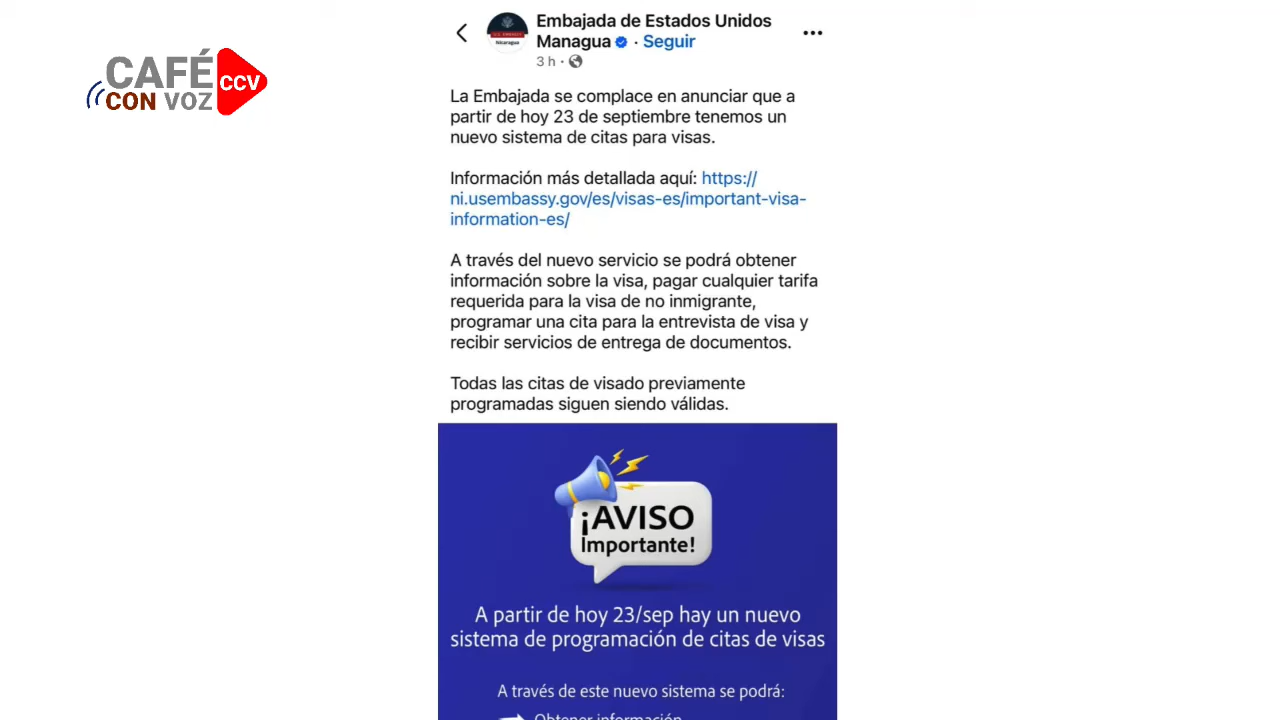 CAFÉ
CON VOZ
CCV
Embajada de Estados Unidos
Managua · Seguir
3 h ·
La Embajada se complace en anunciar que a
partir de hoy 23 de septiembre tenemos un
nuevo sistema de citas para visas.
Información más detallada aquí: https://
ni.usembassy.gov/es/visas-es/important-visa-
information-es/
A través del nuevo servicio se podrá obtener
información sobre la visa, pagar cualquier tarifa
requerida para la visa de no inmigrante,
programar una cita para la entrevista de visa y
recibir servicios de entrega de documentos.
Todas las citas de visado previamente
programadas siguen siendo válidas.
¡AVISO
Importante!
A partir de hoy 23/sep hay un nuevo
sistema de programación de citas de visas
A través de este nuevo sistema se podrá:
Obtener información